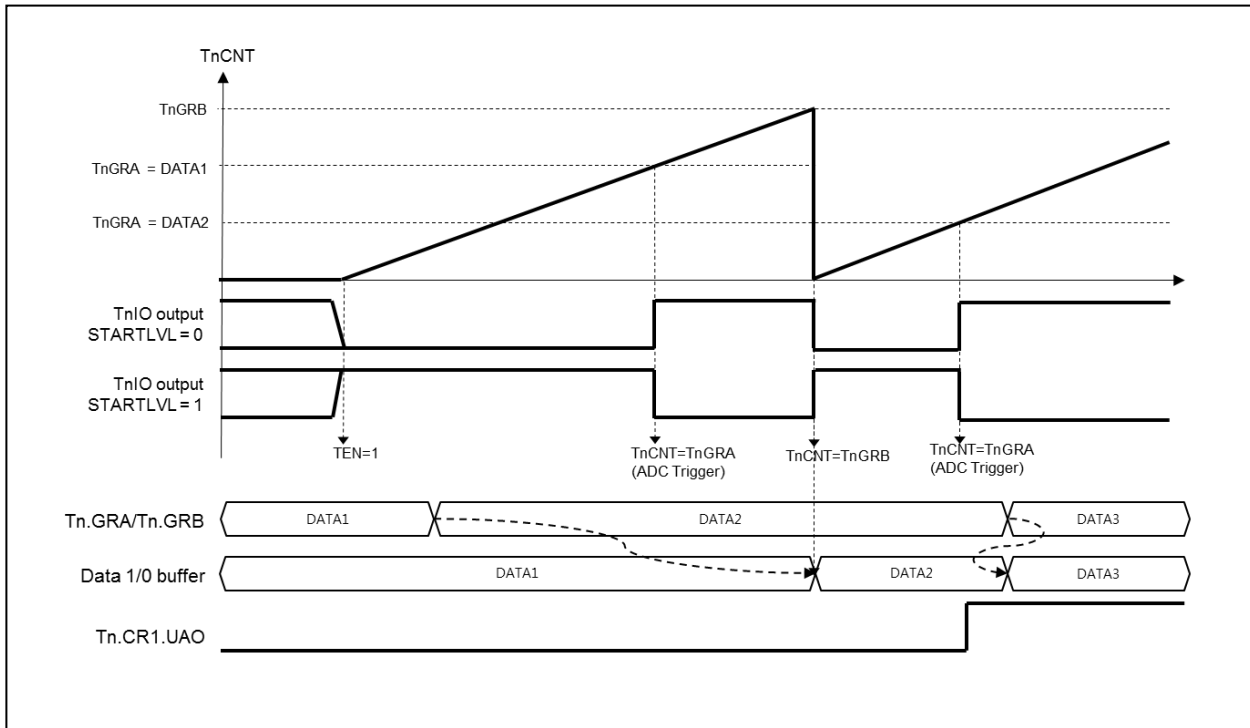 TnCNT
TnGRB
TnGRA = DATA1
TnGRA = DATA2
TnIO output
STARTLVL = 0
TnIO output
STARTLVL = 1
TEN=1
TnCNT=TnGRA
(ADC Trigger)
TnCNT=TnGRB
TnCNT=TnGRA
(ADC Trigger)
Tn.GRA/Tn.GRB
DATA1
DATA2
DATA3
Data 1/0 buffer
DATA1
DATA2
DATA3
Tn.CR1.UAO